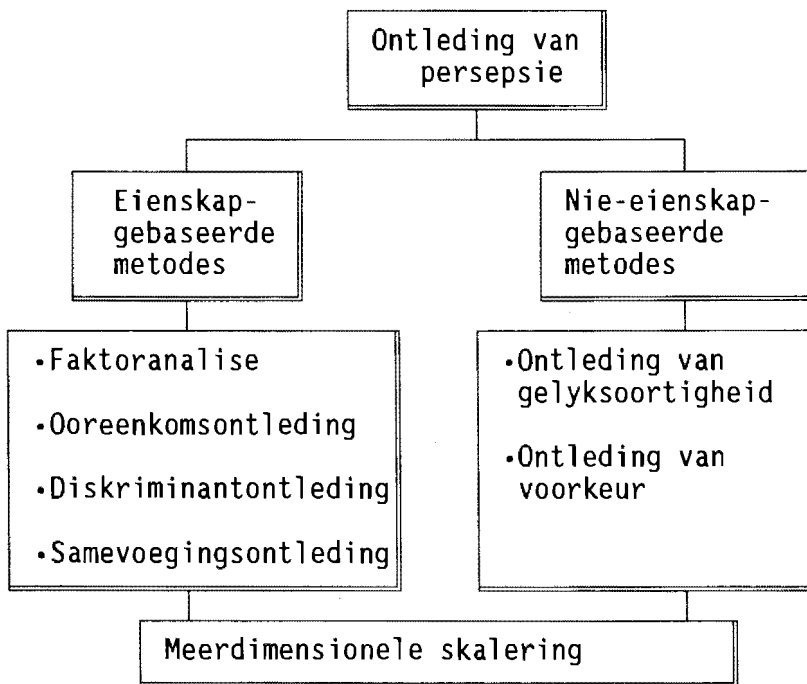 Ontleding van
persepsie
Eienskap-
gebaseerde
metodes
Nie-eienskap-
gebaseerde
metodes
•Faktoranalise
•Ooreenkomsontleding
•Diskriminantontleding
•Samevoegingsontleding
•Ontleding van
gelyksoortigheid
•Ontleding van
voorkeur
Meerdimensionele skalering